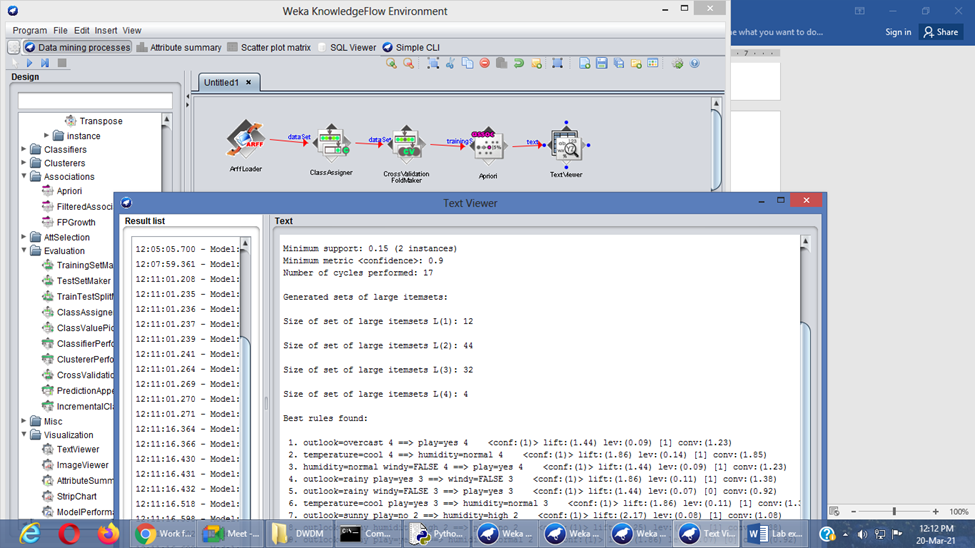 Weka KnowledgeFlow Environment
Program File Edit Insert View
Data mining processes Attribute summary Scatter plot matrix SQL Viewer Simple CLI
me what you want to do...
Sign in Share
Design
Untitled1
Transpose
instance
Classifiers
Clusterers
Associations
Apriori
FilteredAssoci
FPGrowth
AttSelection
Evaluation
TrainingSetMa
TestSetMaker
TrainTestSplitM
ClassAssigner
ClassValuePic
ClassifierPerfo
ClustererPerfo
CrossValidatio
PredictionAppe
IncrementalCla
Misc
Visualization
TextViewer
ImageViewer
AttributeSumm
StripChart
ModelPerforma
ARFF
dataSet
dataSet
trainingS
text
ArffLoader
ClassAssigner
CrossValidation
FoldMaker
Apriori
TextViewer
7
Text Viewer
Result list
12:05:05.700 - Model:
12:07:59.361 - Model:
12:11:01.208 - Model:
12:11:01.235 - Model:
12:11:01.236 - Model:
12:11:01.237 - Model:
12:11:01.239 - Model:
12:11:01.241 - Model:
12:11:01.264 - Model:
12:11:01.269 - Model:
12:11:01.270 - Model:
12:11:01.271 - Model:
12:11:16.364 - Model:
12:11:16.366 - Model:
12:11:16.430 - Model:
12:11:16.431 - Model:
12:11:16.432 - Model:
12:11:16.518 - Model:
12:11:16.598 - Model:
Text
Minimum support: 0.15 (2 instances)
Minimum metric <confidence>: 0.9
Number of cycles performed: 17
Generated sets of large itemsets:
Size of set of large itemsets L(1): 12
Size of set of large itemsets L(2): 44
Size of set of large itemsets L(3): 32
Size of set of large itemsets L(4): 4
Best rules found:
1. outlook=overcast 4 ==> play=yes 4 <conf:(1)> lift:(1.44) lev:(0.09) [1] conv:(1.23)
2. temperature=cool 4 ==> humidity=normal 4 <conf:(1)> lift:(1.86) lev:(0.14) [1] conv:(1.85)
3. humidity=normal windy=FALSE 4 ==> play=yes 4 <conf:(1)> lift:(1.44) lev:(0.09) [1] conv:(1.23)
4. outlook=rainy play=yes 3 ==> windy=FALSE 3 <conf:(1)> lift:(1.86) lev:(0.11) [1] conv:(1.38)
5. outlook=rainy windy=FALSE 3 ==> play=yes 3 <conf:(1)> lift:(1.44) lev:(0.07) [0] conv:(0.92)
6. temperature=cool play=yes 3 ==> humidity=normal 3 <conf:(1)> lift:(1.86) lev:(0.11) [1] conv:(1.
7. outlook=sunny play=no 2 ==> humidity=high 2 <conf:(1)> lift:(2.17) lev:(0.08) [1] conv:(1.08)
100%
Work f... Meet -... DWDM Com... Pytho... Weka ... Weka ... Weka ... Text Vi... Lab ex...
12:12 PM
20-Mar-21